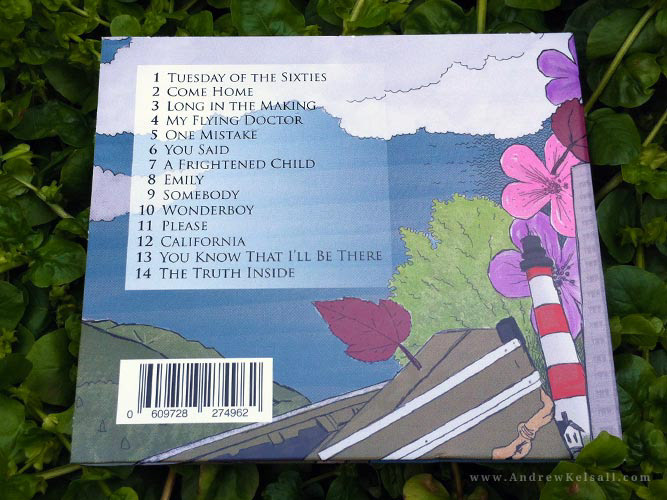 1 Tuesday of the Sixties
2 Come Home
3 Long in the Making
4 My Flying Doctor
5 One Mistake
6 You Said
7 A Frightened Child
8 Emily
9 Somebody
10 Wonderboy
11 Please
12 California
13 You Know That I'll Be There
14 The Truth Inside
0 609728 274962
www.AndrewKelsall.com